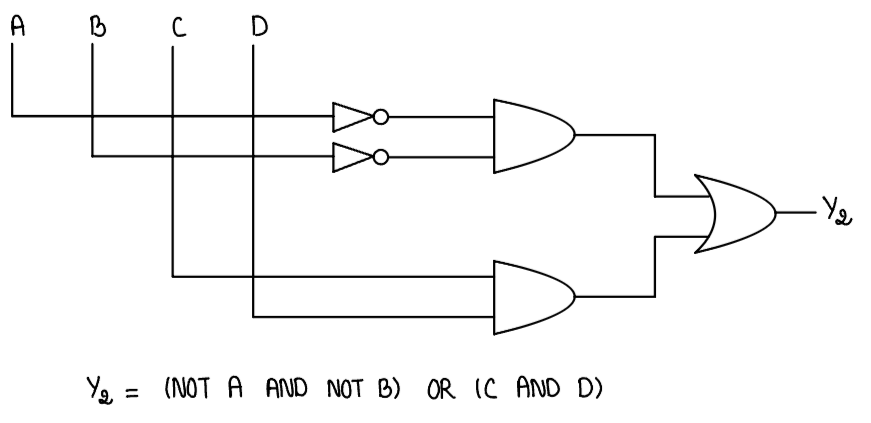 A B C D
Y₂
Y₂ = (NOT A AND NOT B) OR (C AND D)